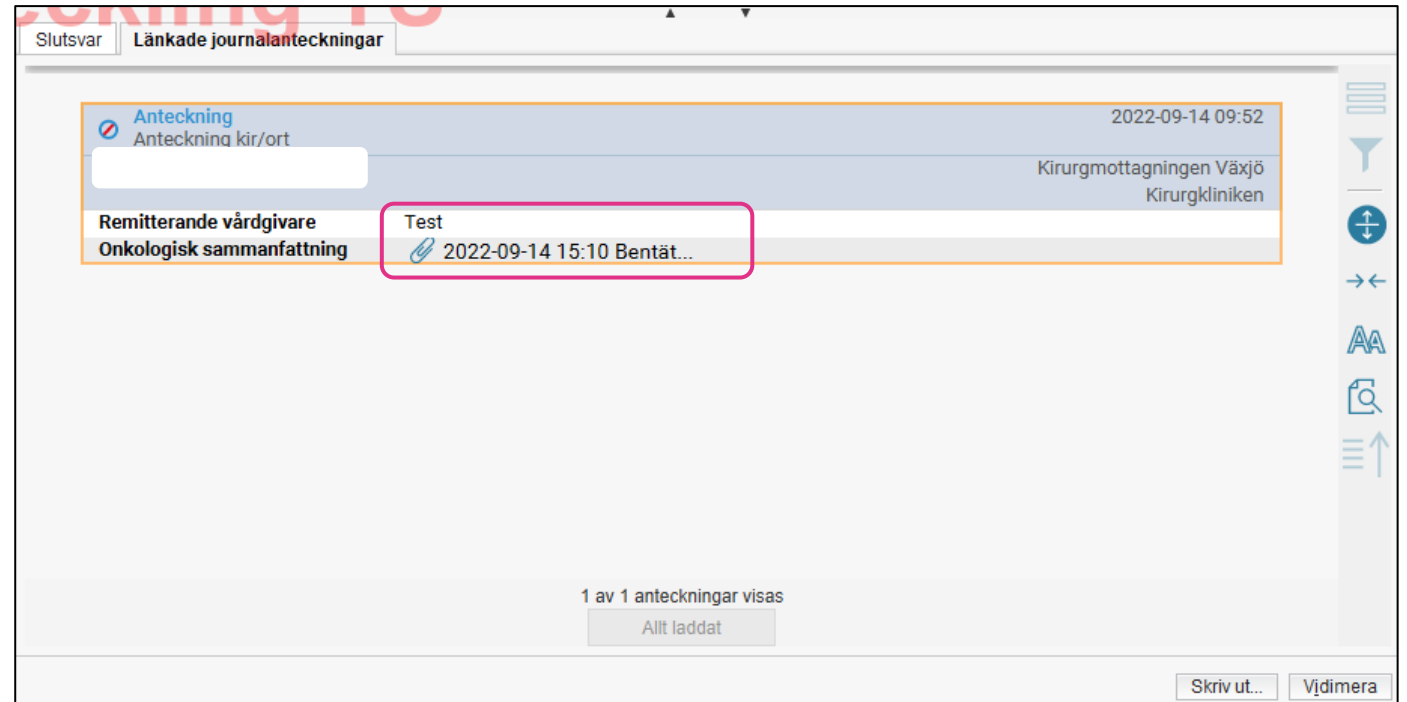 Slutsvar Länkade journalanteckningar
Anteckning 2022-09-14 09:52
Anteckning kir/ort
Kirurgmottagningen Växjö
Kirurgkliniken
Remitterande vårdgivare Test
Onkologisk sammanfattning 2022-09-14 15:10 Bentät...
1 av 1 anteckningar visas
Allt laddat
Skriv ut... Vidimera